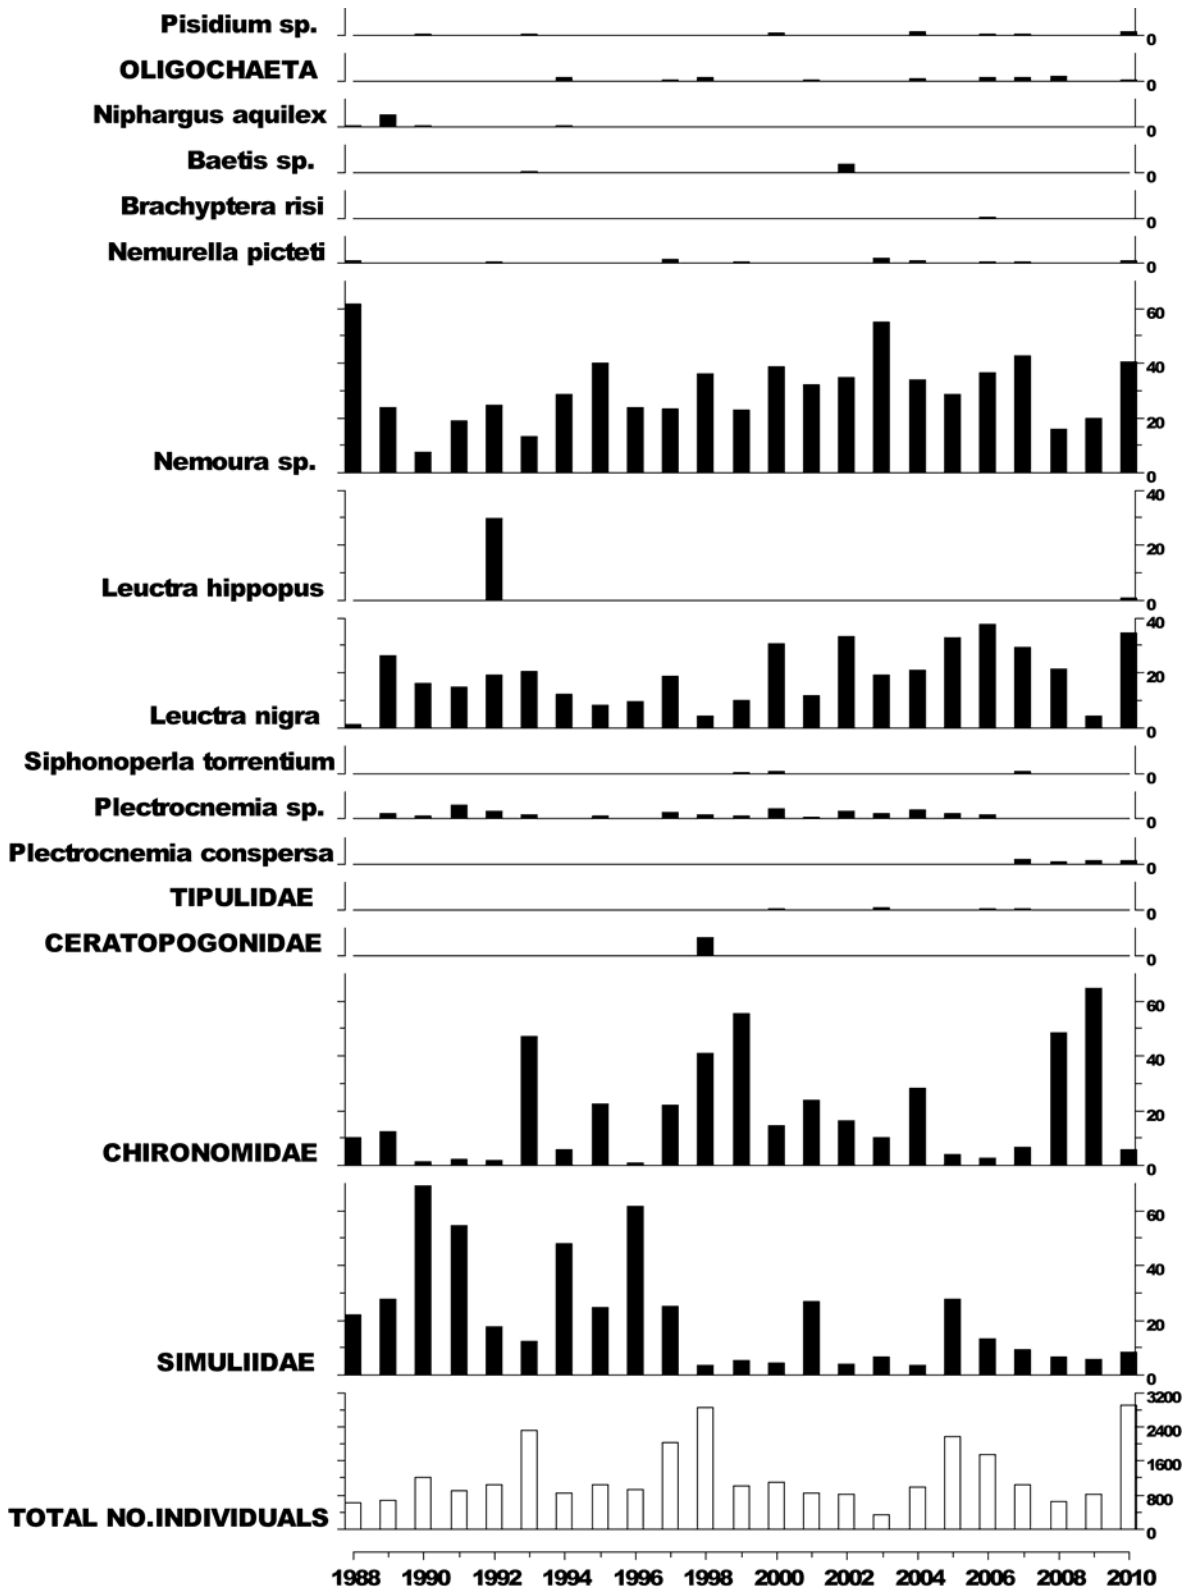 Pisidium sp. 0
OLIGOCHAETA 0
Niphargus aquilex 0
Baetis sp. 0
Brachyptera risi 0
Nemurella picteti 0
60
40
20
Nemoura sp. 0
40
20
Leuctra hippopus 0
40
20
Leuctra nigra 0
Siphonoperla torrentium 0
Plectrocnemia sp. 0
Plectrocnemia conspersa 0
TIPULIDAE 0
CERATOPOGONIDAE 0
60
40
20
CHIRONOMIDAE 0
60
40
20
SIMULIIDAE 0
3200
2400
1600
800
TOTAL NO.INDIVIDUALS 0
1988 1990 1992 1994 1996 1998 2000 2002 2004 2006 2008 2010